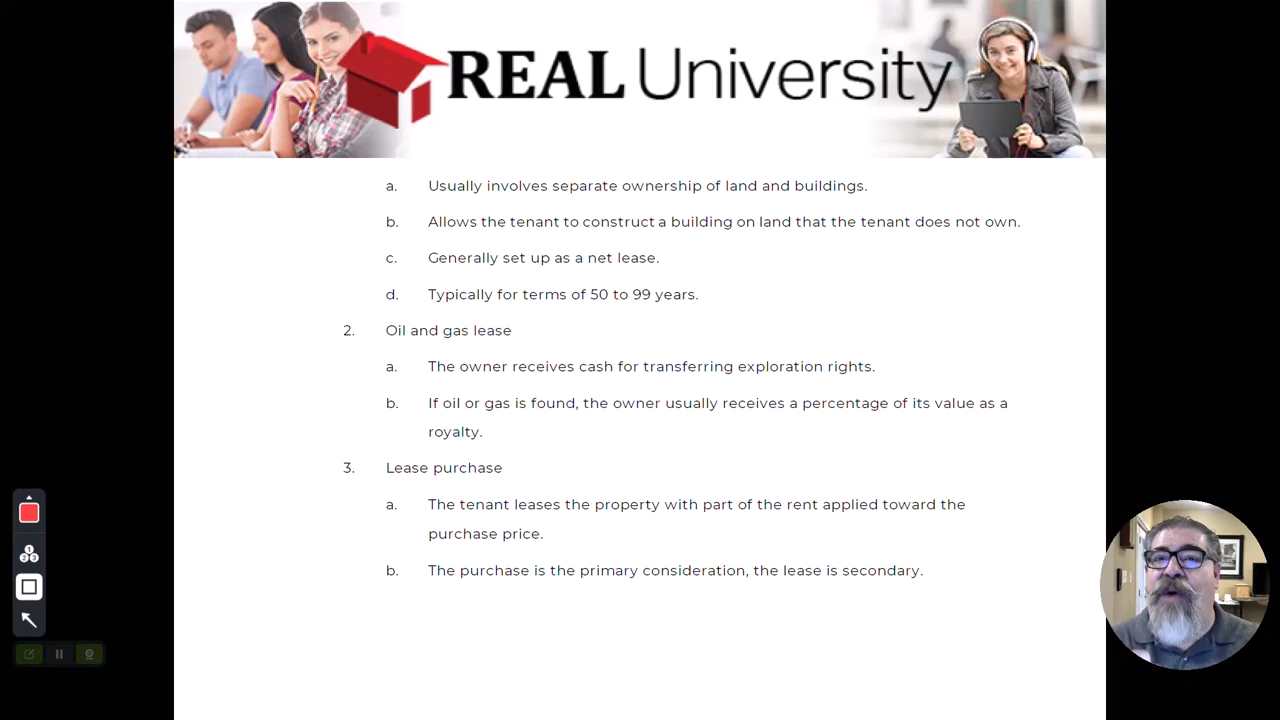 REAL University
a. Usually involves separate ownership of land and buildings.
b. Allows the tenant to construct a building on land that the tenant does not own.
c. Generally set up as a net lease.
d. Typically for terms of 50 to 99 years.
2. Oil and gas lease
a. The owner receives cash for transferring exploration rights.
b. If oil or gas is found, the owner usually receives a percentage of its value as a
royalty.
3. Lease purchase
a. The tenant leases the property with part of the rent applied toward the
purchase price.
b. The purchase is the primary consideration, the lease is secondary.